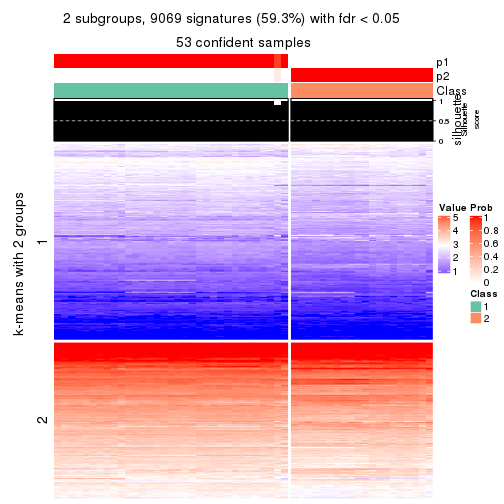 2 subgroups, 9069 signatures (59.3%) with fdr < 0.05
53 confident samples
p1
p2
Class
1
0.5
0
silhouette
Silhouette
score
k-means with 2 groups
1
2
Value
5
4
3
2
1
Prob
1
0.8
0.6
0.4
0.2
0
Class
1
2